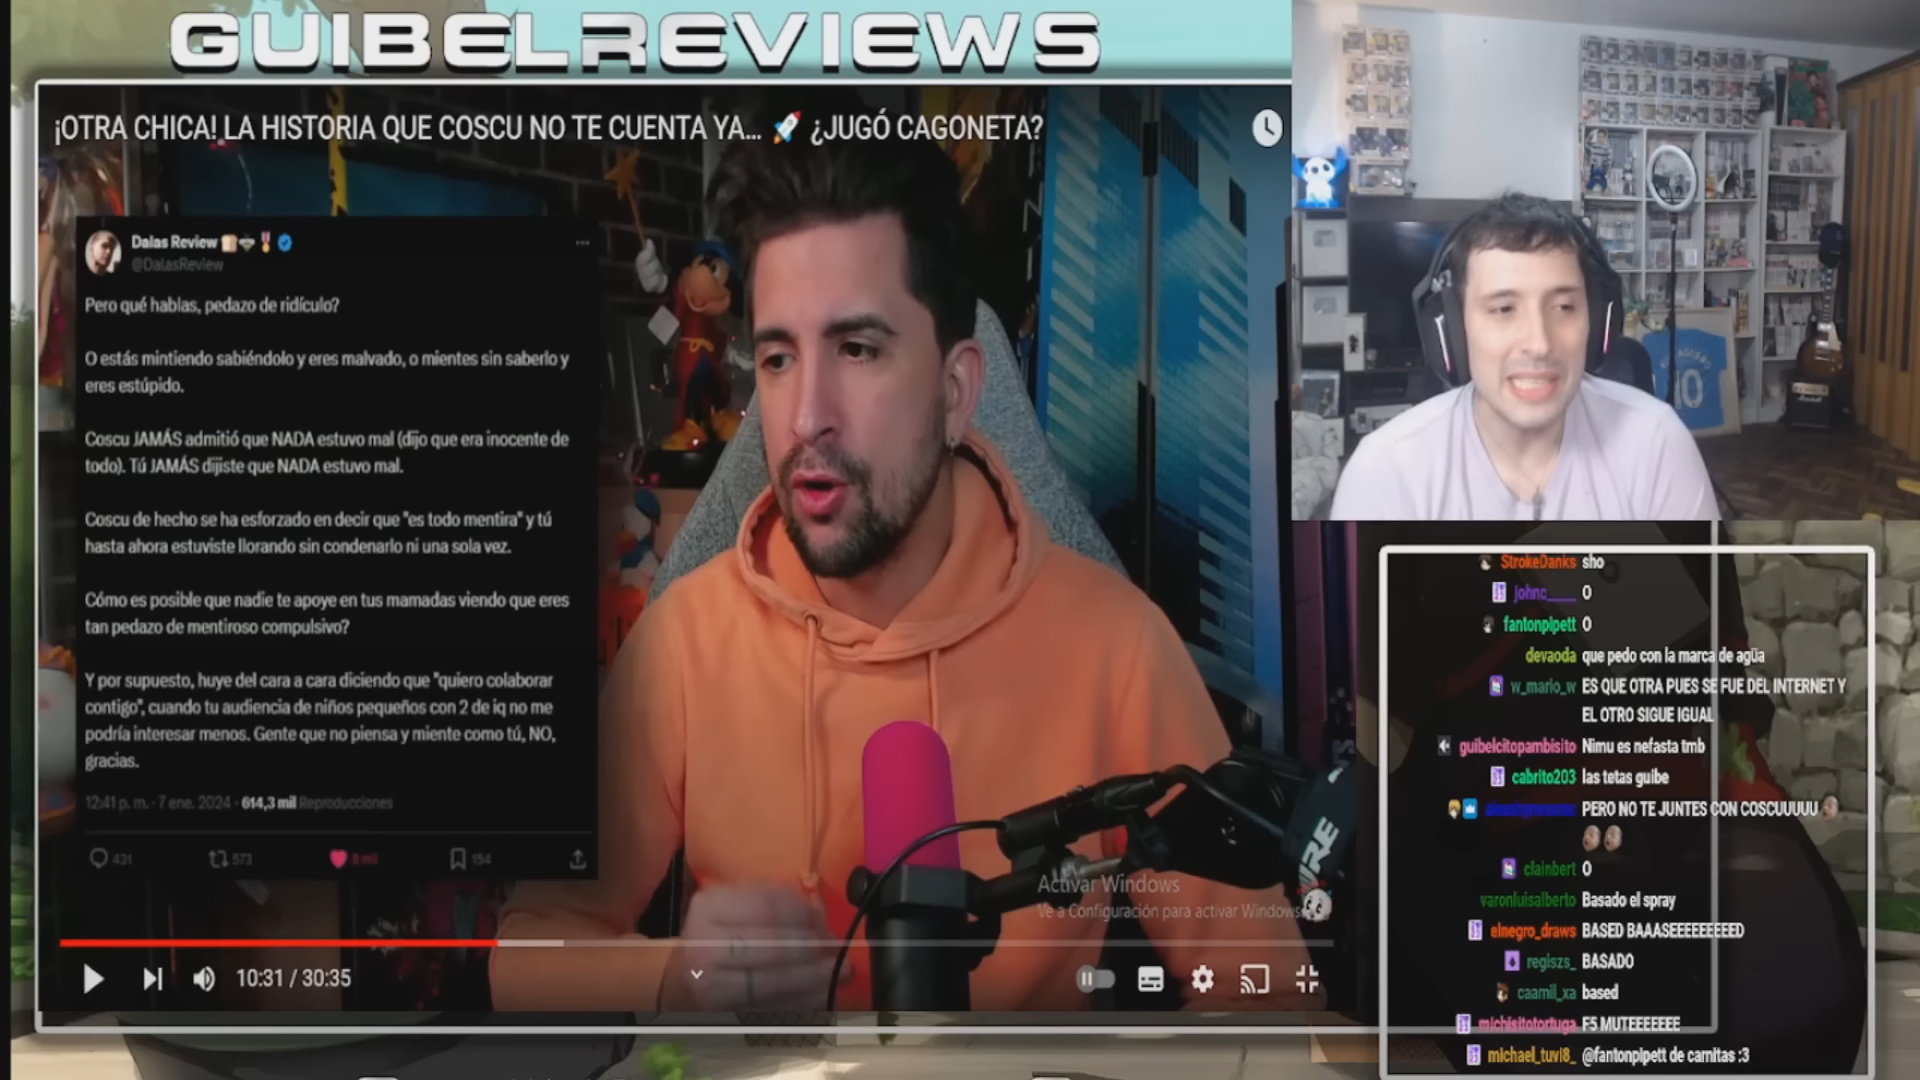 GUIBELREVIEWS
¡OTRA CHICA! LA HISTORIA QUE COSCU NO TE CUENTA YA... 🚀 ¿JUGÓ CAGONETA?
Dalas Review
@DalasReview
Pero qué hablas, pedazo de ridículo?
O estás mintiendo sabiéndolo y eres malvado, o mientes sin saberlo y
eres estúpido.
Coscu JAMÁS admitió que NADA estuvo mal (dijo que era inocente de
todo). Tú JAMÁS dijiste que NADA estuvo mal.
Coscu de hecho se ha esforzado en decir que "es todo mentira" y tú
hasta ahora estuviste llorando sin condenarlo ni una sola vez.
Cómo es posible que nadie te apoye en tus mamadas viendo que eres
tan pedazo de mentiroso compulsivo?
Y por supuesto, huye del cara a cara diciendo que "quiero colaborar
contigo", cuando tu audiencia de niños pequeños con 2 de iq no me
podría interesar menos. Gente que no piensa y miente como tú, NO,
gracias.
12:41 p. m. · 7 ene. 2024 · 614,3 mil Reproducciones
431 573 8 mil 154
Activar Windows
Ve a Configuración para activar Windows
10:31 / 30:35
10
StrokeDanks sho
johnc____ O
fantonpipett O
devaoda que pedo con la marca de agüa
w_mario_w ES QUE OTRA PUES SE FUE DEL INTERNET Y
EL OTRO SIGUE IGUAL
guibelcitopambisito Nimu es nefasta tmb
cabrito203 las tetas guibe
PERO NO TE JUNTES CON COSCUUUUU
clainbert O
varonluisalberto Basado el spray
elnegro_draws BASED BAAASEEEEEEEED
regiszs_ BASADO
caamil_xa based
michisitotortuga F5 MUTEEEEEEE
michael_tuvi8_ @fantonpipett de carnitas :3